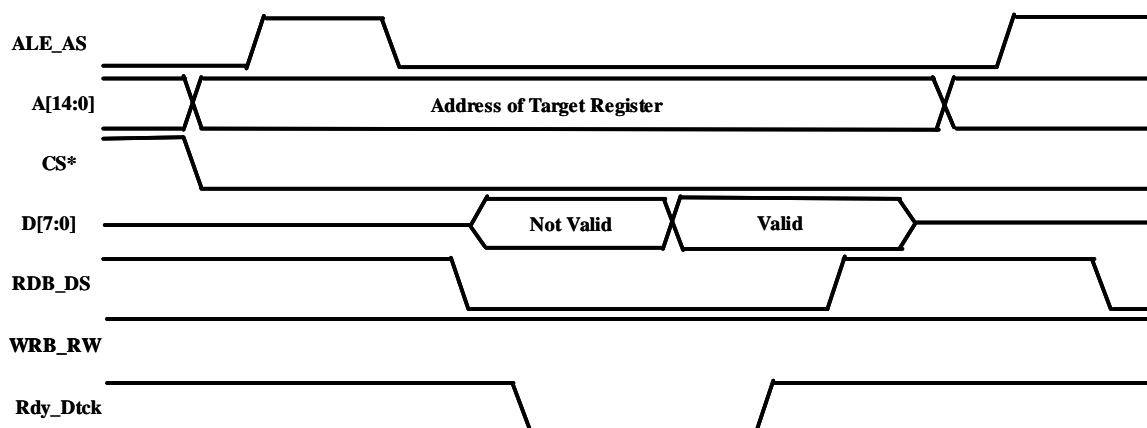 ALE_AS
A[14:0]
Address of Target Register
CS*
D[7:0]
Not Valid
Valid
RDB_DS
WRB_RW
Rdy_Dtck